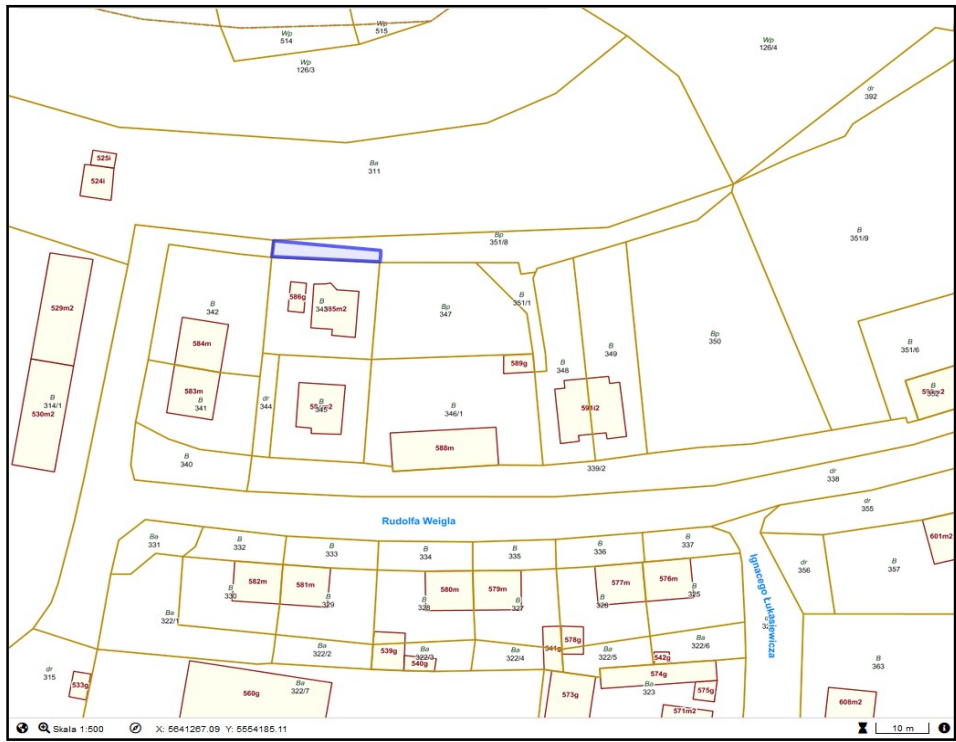 Wp
514
Wp
515
Wp
126/3
Wp
126/4
dr
392
525i
524i
Ba
311
B
351/9
Bp
351/8
529m2
B
342
586g
B
585m2
B
351/1
Bp
347
Bp
350
B
349
B
348
B
351/6
584m
589g
583m
B
341
B
314/1
530m2
dr
344
B
345
B
346/1
591i2
B
352
588m
B
340
339/2
dr
338
dr
355
Rudolfa Weigla
Ba
331
B
332
B
333
B
334
B
335
B
336
B
337
601m2
dr
356
B
357
582m
581m
580m
579m
577m
576m
B
330
B
329
B
328
B
327
B
326
B
325
Ignacego Łukasiewicza
Ba
322/1
Ba
322/2
539g
Ba
322/3
540g
Ba
322/4
541g
578g
Ba
322/5
542g
Ba
322/6
574g
B
363
dr
315
533g
560g
Ba
322/7
573g
Ba
323
575g
571m2
608m2
Skala 1:500
X: 5641267.09 Y: 5554185.11
10 m